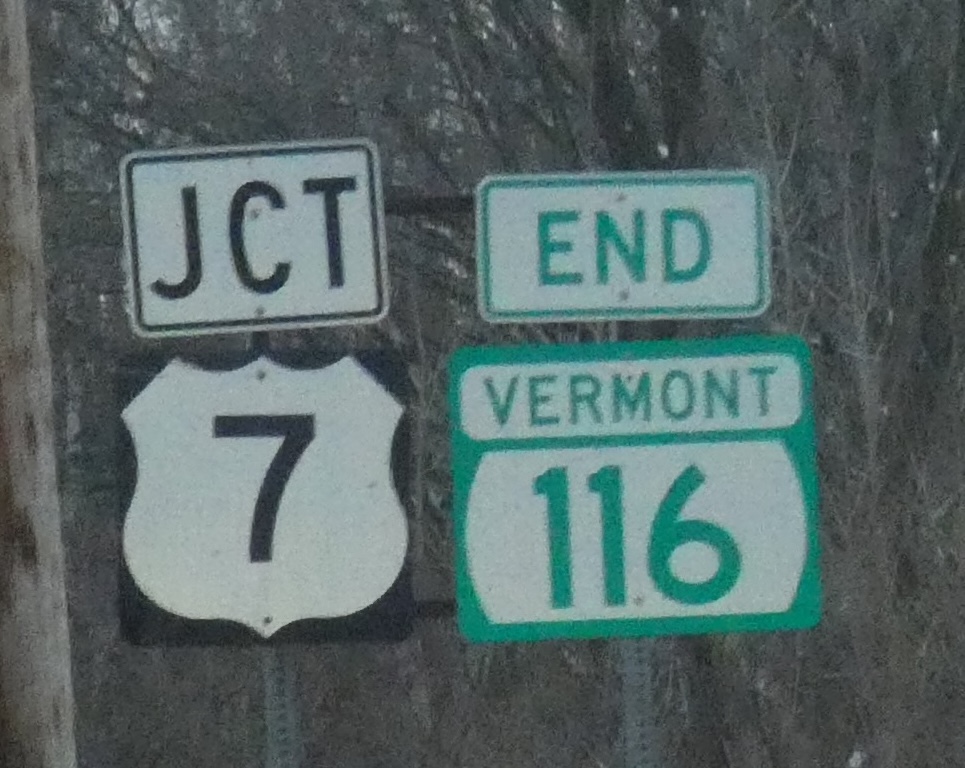 JCT
7
END
VERMONT
116